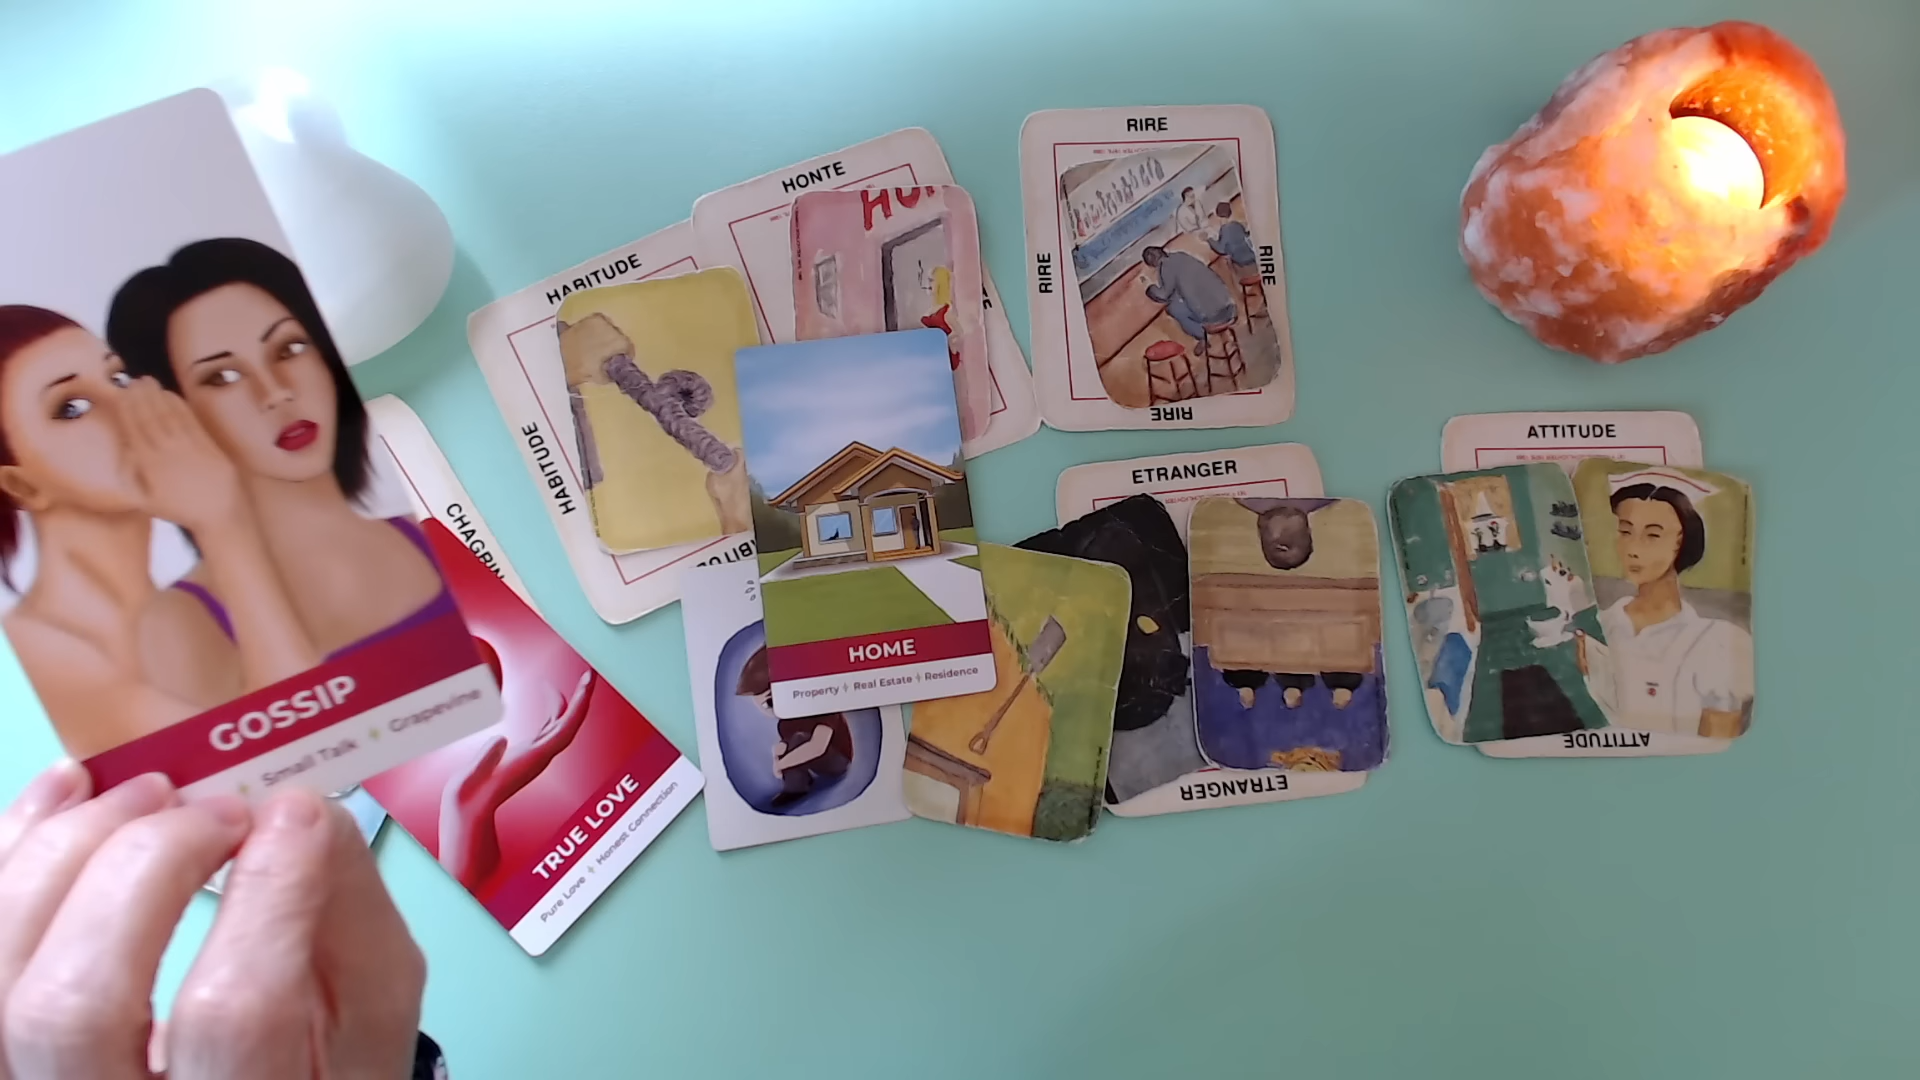 RIRE
RIRE
RIRE
RIRE
HONTE
HABITUDE
HABITUDE
ATTITUDE
ATTITUDE
ETRANGER
ETRANGER
CHAGRIN
HOME
Property Real Estate Residence
GOSSIP
Small Talk Grapevine
TRUE LOVE
Pure Love Honest Connection